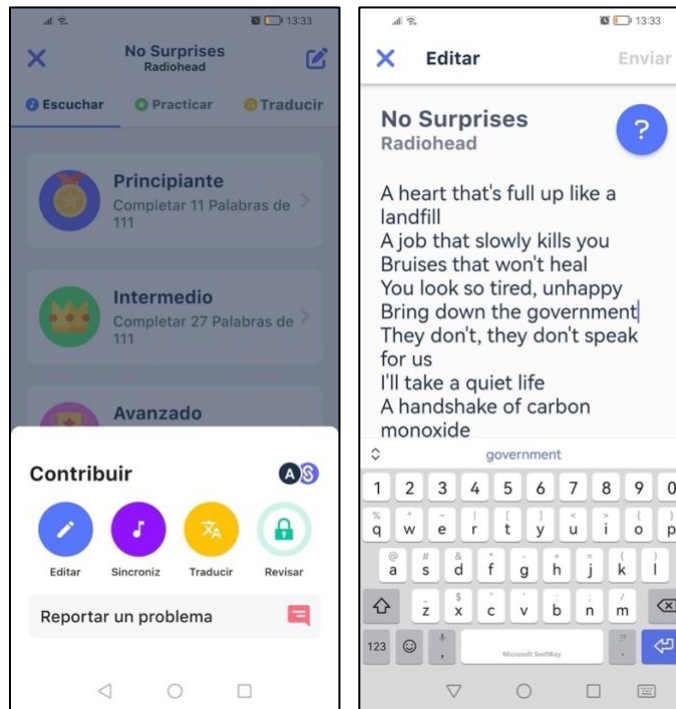 13:33
No Surprises
Radiohead
Escuchar Practicar Traducir
Principiante
Completar 11 Palabras de
111
Intermedio
Completar 27 Palabras de
111
Avanzado
Contribuir
A S
Editar Sincroniz Traducir Revisar
Reportar un problema
13:33
Editar Enviar
No Surprises
Radiohead
?
A heart that's full up like a
landfill
A job that slowly kills you
Bruises that won't heal
You look so tired, unhappy
Bring down the government
They don't, they don't speak
for us
I'll take a quiet life
A handshake of carbon
monoxide
government
1 2 3 4 5 6 7 8 9 0
q w e r t y u i o p
a s d f g h j k l
z x c v b n m
123 , Microsoft SwiftKey .